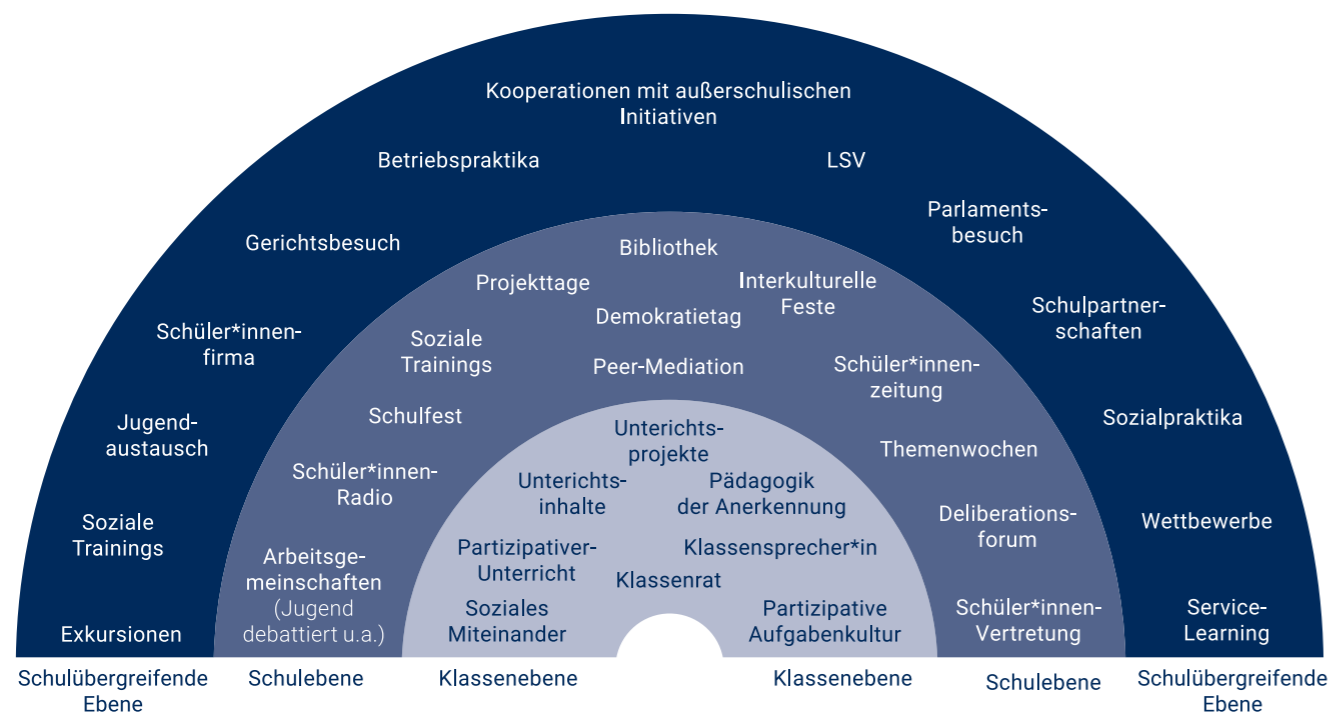 Kooperationen mit außerschulischen
Initiativen
Betriebspraktika
LSV
Parlaments-
besuch
Gerichtsbesuch
Schulpartner-
schaften
Schüler*innen-
firma
Sozialpraktika
Jugend-
austausch
Wettbewerbe
Soziale
Trainings
Service-
Learning
Exkursionen
Bibliothek
Projekttage
Interkulturelle
Feste
Demokratietag
Soziale
Trainings
Peer-Mediation
Schüler*innen-
zeitung
Schulfest
Themenwochen
Schüler*innen-
Radio
Deliberations-
forum
Arbeitsge-
meinschaften
(Jugend
debattiert u.a.)
Schüler*innen-
Vertretung
Unterichts-
projekte
Unterichts-
inhalte
Pädagogik
der Anerkennung
Partizipativer-
Unterricht
Klassensprecher*in
Klassenrat
Soziales
Miteinander
Partizipative
Aufgabenkultur
Schulübergreifende
Ebene
Schulebene
Klassenebene
Klassenebene
Schulebene
Schulübergreifende
Ebene